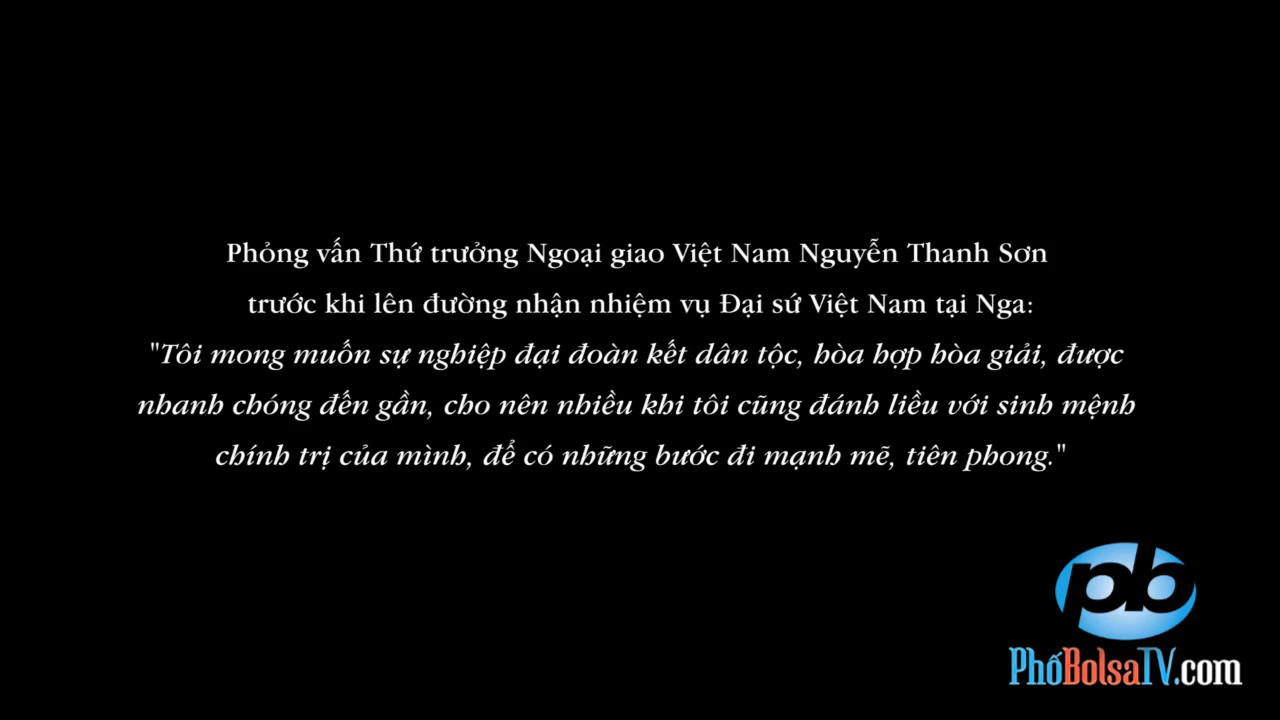 Phỏng vấn Thứ trưởng Ngoại giao Việt Nam Nguyễn Thanh Sơn
trước khi lên đường nhận nhiệm vụ Đại sứ Việt Nam tại Nga:
"Tôi mong muốn sự nghiệp đại đoàn kết dân tộc, hòa hợp hòa giải, được
nhanh chóng đến gần, cho nên nhiều khi tôi cũng đánh liều với sinh mệnh
chính trị của mình, để có những bước đi mạnh mẽ, tiên phong."
pb
PhốBolsaTV.com